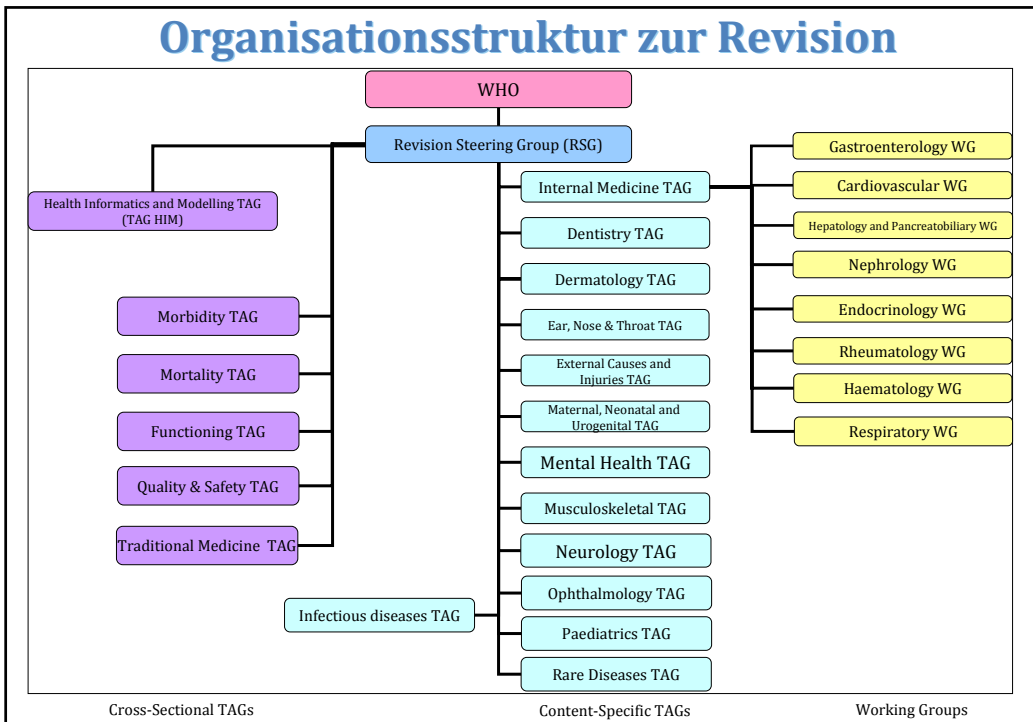 Organisationsstruktur zur Revision
WHO
Revision Steering Group (RSG)
Health Informatics and Modelling TAG
(TAG HIM)
Morbidity TAG
Mortality TAG
Functioning TAG
Quality & Safety TAG
Traditional Medicine TAG
Internal Medicine TAG
Dentistry TAG
Dermatology TAG
Ear, Nose & Throat TAG
External Causes and
Injuries TAG
Maternal, Neonatal and
Urogenital TAG
Mental Health TAG
Musculoskeletal TAG
Neurology TAG
Ophthalmology TAG
Infectious diseases TAG
Paediatrics TAG
Rare Diseases TAG
Gastroenterology WG
Cardiovascular WG
Hepatology and Pancreatobiliary WG
Nephrology WG
Endocrinology WG
Rheumatology WG
Haematology WG
Respiratory WG
Cross-Sectional TAGs
Content-Specific TAGs
Working Groups